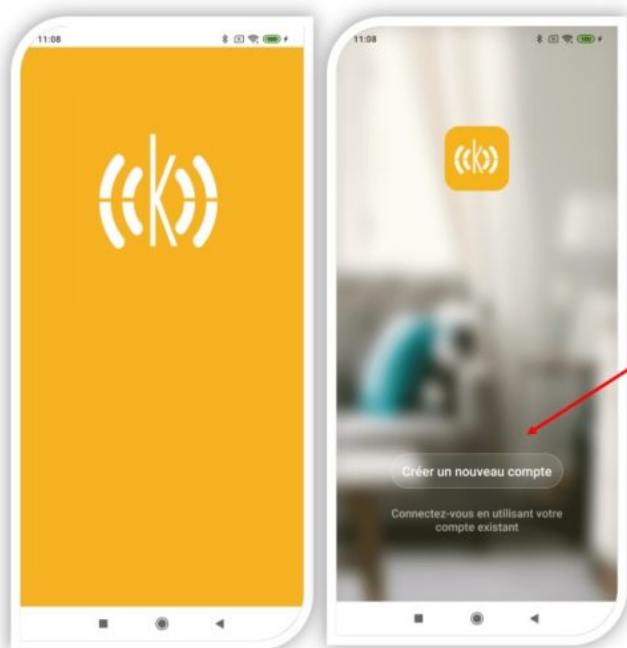 11:08
k
11:08
k
Créer un nouveau compte
Connectez-vous en utilisant votre
compte existant